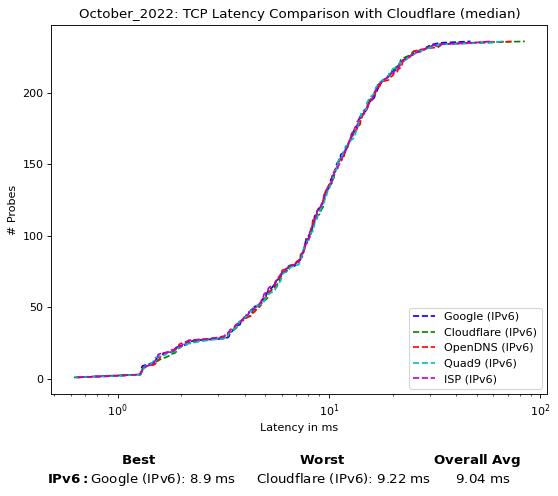 October_2022: TCP Latency Comparison with Cloudflare (median)
# Probes
200
150
100
50
0
Google (IPv6)
Cloudflare (IPv6)
OpenDNS (IPv6)
Quad9 (IPv6)
ISP (IPv6)
10⁰ 10¹ 10²
Latency in ms
Best Worst Overall Avg
IPv6: Google (IPv6): 8.9 ms Cloudflare (IPv6): 9.22 ms 9.04 ms